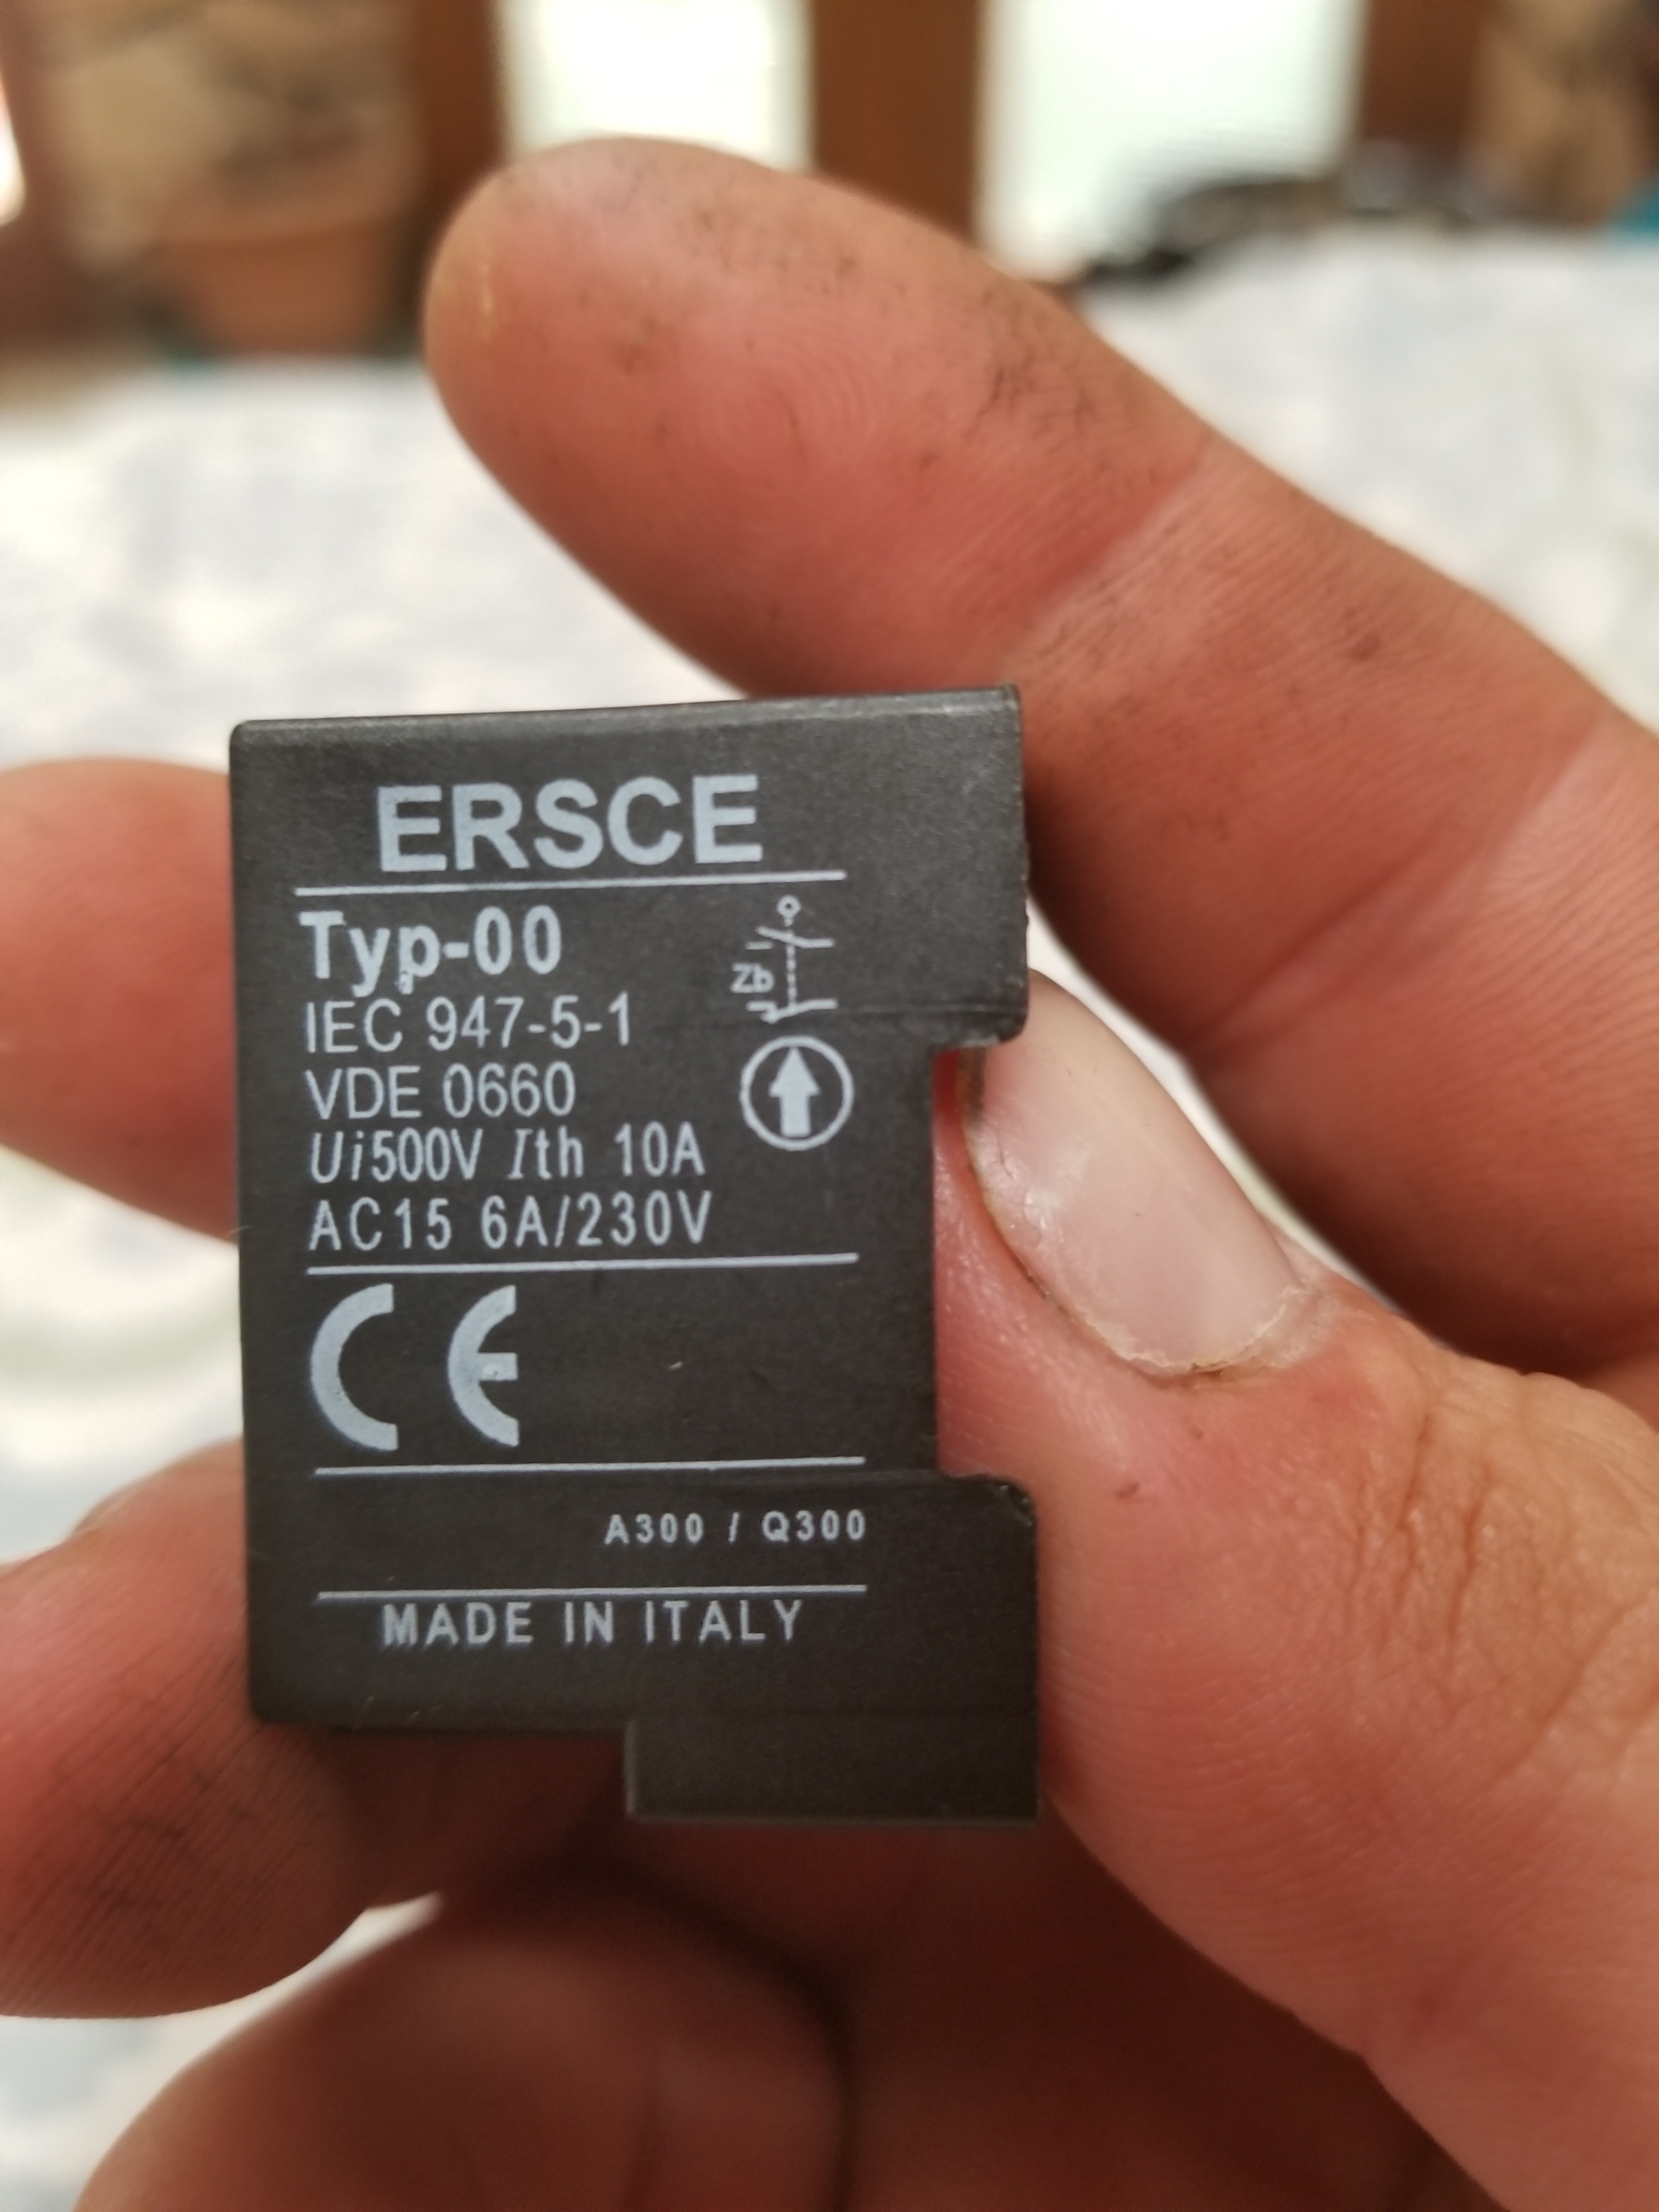 ERSCE
Typ-00
Zb
IEC 947-5-1
VDE 0660
Ui500V Ith 10A
AC15 6A/230V
CE
A300 / Q300
MADE IN ITALY